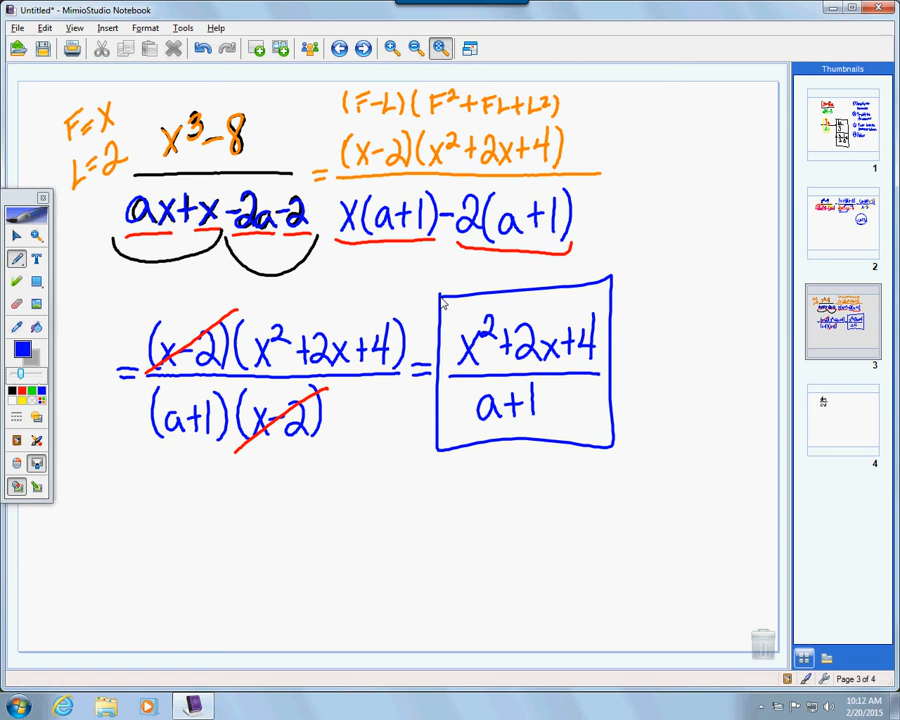 Untitled* - MimioStudio Notebook
File Edit View Insert Format Tools Help
Thumbnails
F=X
L=2
(F-L)(F²+FL+L²)
x³-8
= (x-2)(x²+2x+4)
ax+x-2a-2
x(a+1)-2(a+1)
= (x-2)(x²+2x+4)
(a+1)(x-2)
= x²+2x+4
a+1
1
2
3
4
Page 3 of 4
10:12 AM
2/20/2015